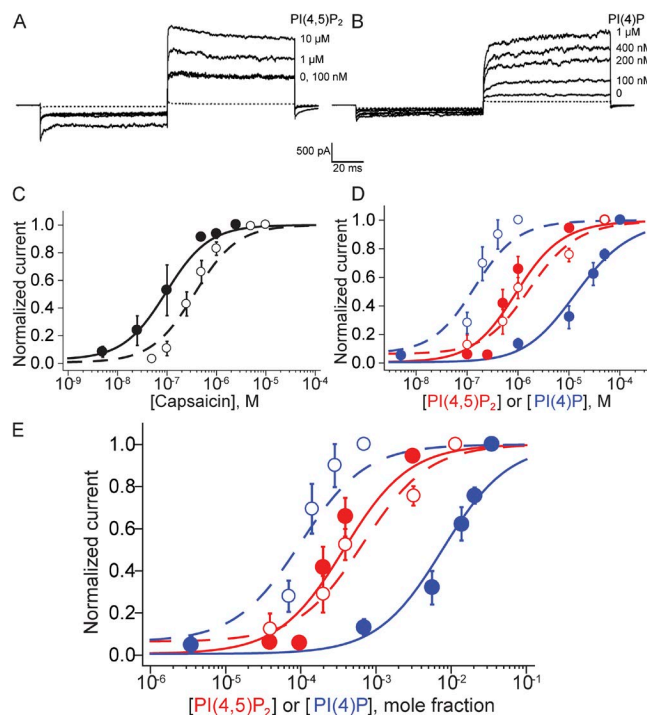 A
PI(4,5)P₂
10 µM
1 µM
0, 100 nM
B
PI(4)P
1 µM
400 nM
200 nM
100 nM
0
500 pA
20 ms
C
Normalized current
1.0
0.8
0.6
0.4
0.2
0.0
10⁻⁹ 10⁻⁸ 10⁻⁷ 10⁻⁶ 10⁻⁵ 10⁻⁴
[Capsaicin], M
D
Normalized current
1.0
0.8
0.6
0.4
0.2
0.0
10⁻⁸ 10⁻⁷ 10⁻⁶ 10⁻⁵ 10⁻⁴
[PI(4,5)P₂] or [PI(4)P], M
E
Normalized current
1.0
0.8
0.6
0.4
0.2
0.0
10⁻⁶ 10⁻⁵ 10⁻⁴ 10⁻³ 10⁻² 10⁻¹
[PI(4,5)P₂] or [PI(4)P], mole fraction